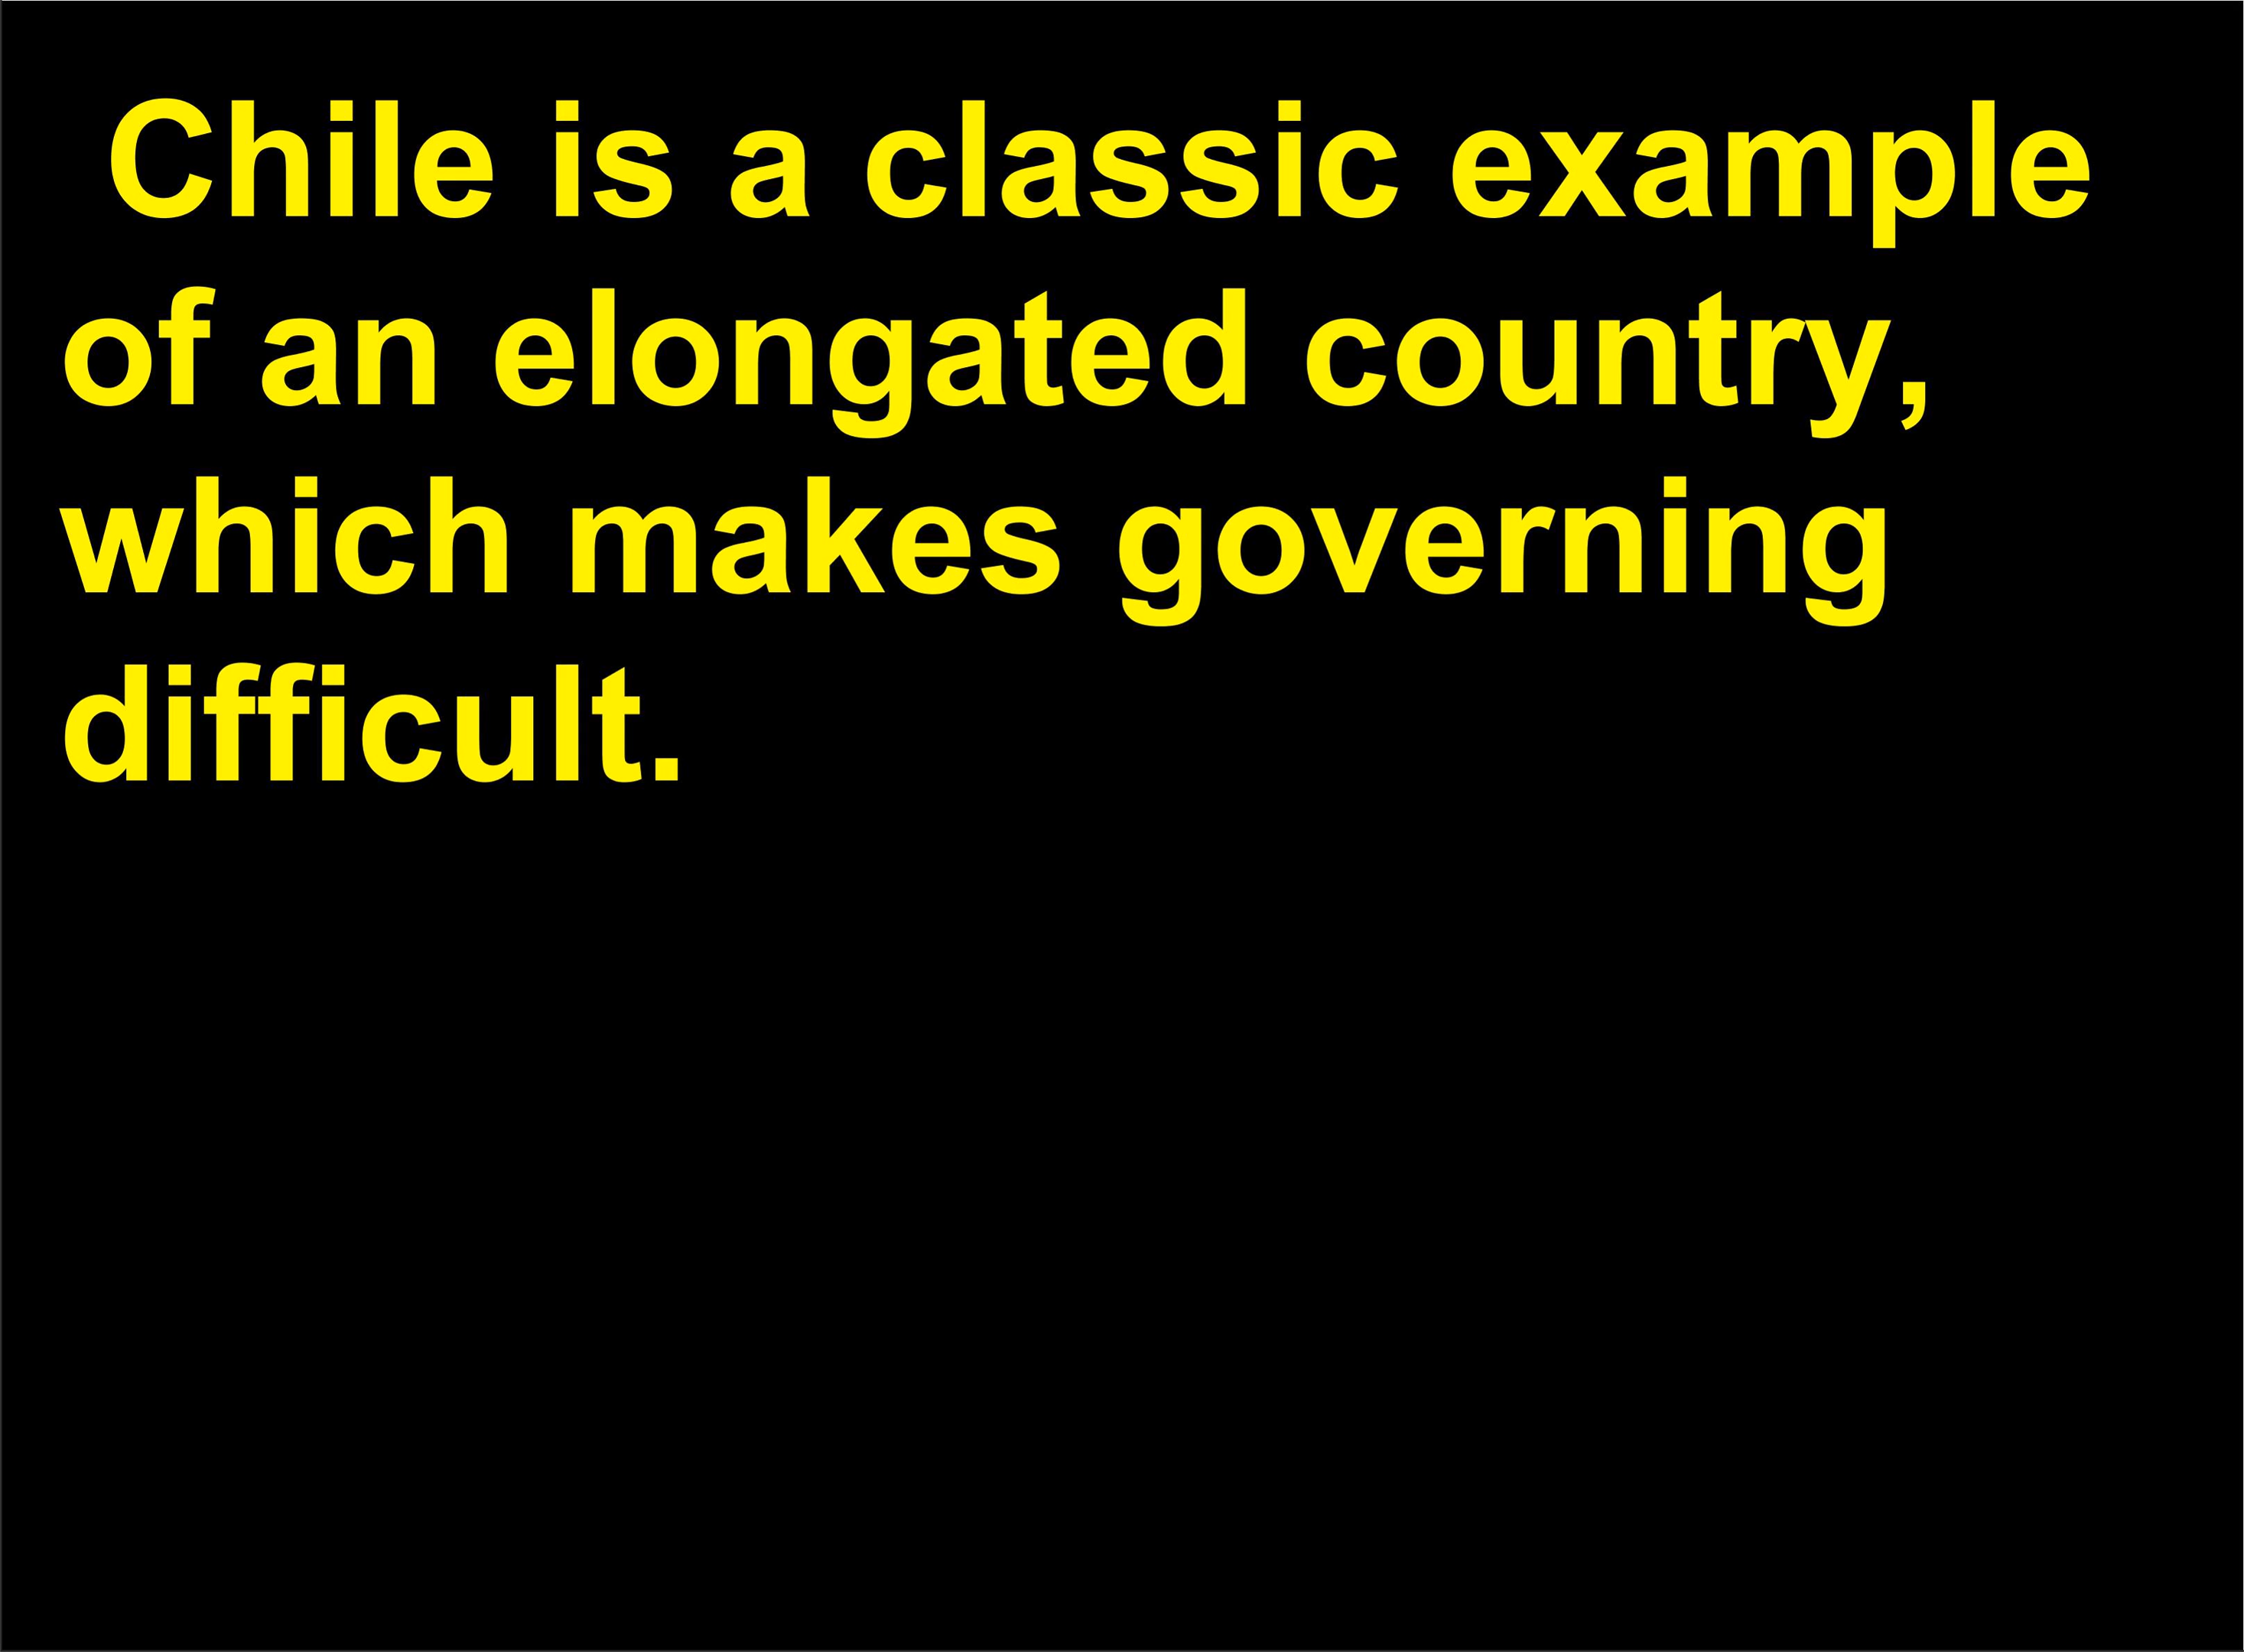 Chile is a classic example
of an elongated country,
which makes governing
difficult.